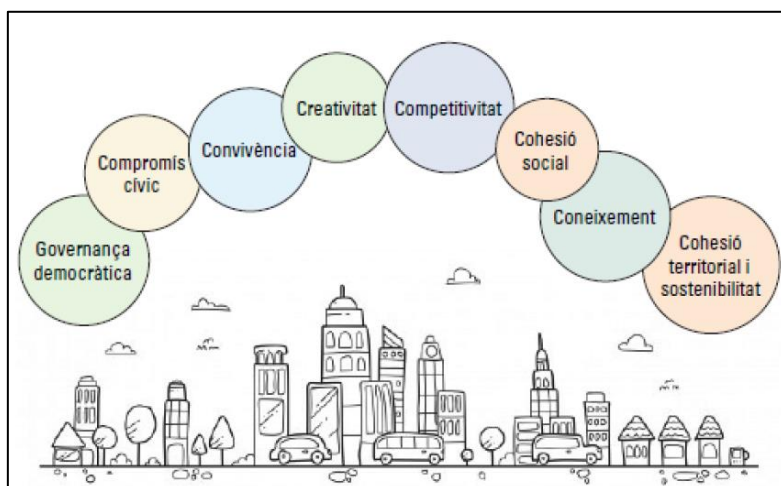 Governança
democràtica
Compromís
cívic
Convivència
Creativitat
Competitivitat
Cohesió
social
Coneixement
Cohesió
territorial i
sostenibilitat